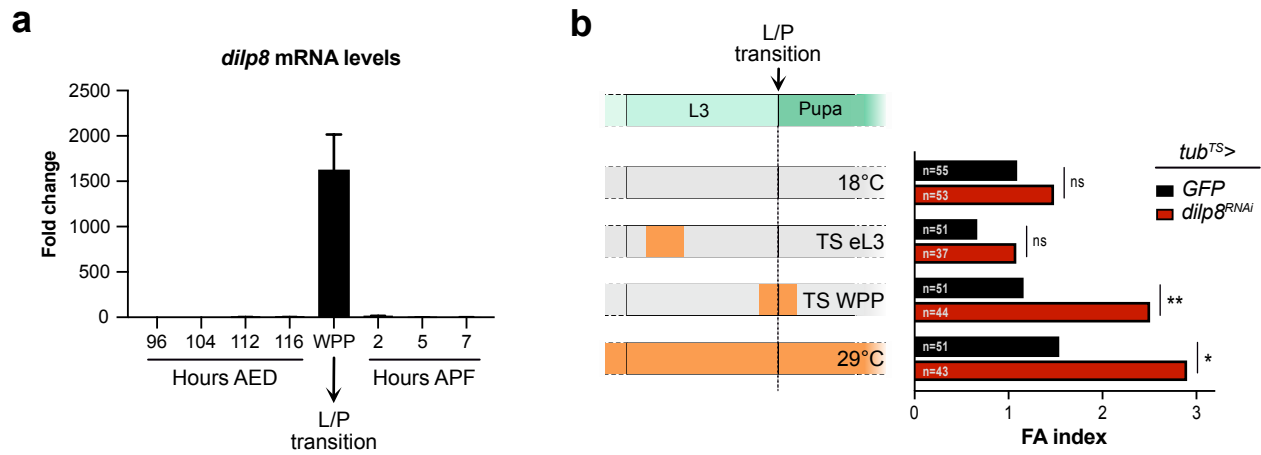 a
dilp8 mRNA levels
Fold change
2500
2000
1500
1000
500
0
96 104 112 116 WPP 2 5 7
Hours AED
Hours APF
L/P
transition
b
L/P
transition
L3 Pupa
18°C
TS eL3
TS WPP
29°C
n=55
n=53
ns
n=51
n=37
ns
n=51
n=44
**
n=51
n=43
*
0 1 2 3
FA index
tubTS>
GFP
dilp8RNAi